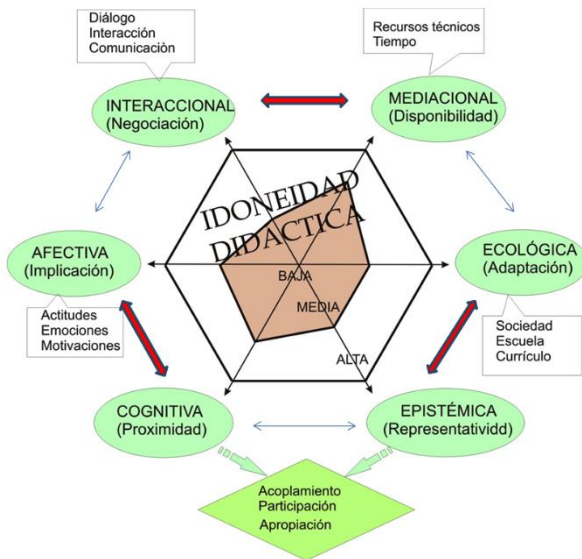 Diálogo
Interacción
Comunicaciòn
Recursos técnicos
Tiempo
INTERACCIONAL
(Negociación)
MEDIACIONAL
(Disponibilidad)
IDONEIDAD
DIDACTICA
AFECTIVA
(Implicación)
ECOLÓGICA
(Adaptación)
BAJA
MEDIA
ALTA
Actitudes
Emociones
Motivaciones
Sociedad
Escuela
Currículo
COGNITIVA
(Proximidad)
EPISTÉMICA
(Representatividd)
Acoplamiento
Participación
Apropiación